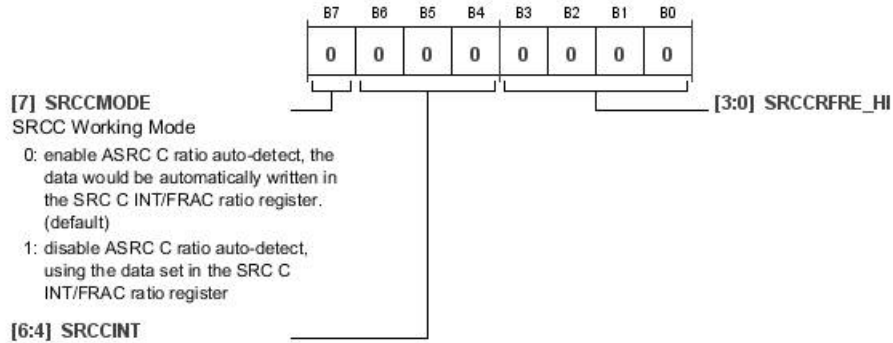 B7 B6 B5 B4 B3 B2 B1 B0
0 0 0 0 0 0 0 0
[7] SRCCMODE
[3:0] SRCCRFRE_HI
SRCC Working Mode
0: enable ASRC C ratio auto-detect, the
data would be automatically written in
the SRC C INT/FRAC ratio register.
(default)
1: disable ASRC C ratio auto-detect,
using the data set in the SRC C
INT/FRAC ratio register
[6:4] SRCCINT